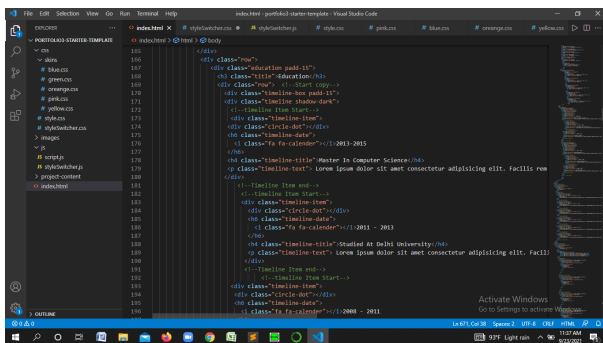 File Edit Selection View Go Run Terminal Help index.html - portfolio3-starter-template - Visual Studio Code
EXPLORER
index.html
styleSwitcher.css
styleSwitcher.js
style.css
pink.css
blue.css
oreange.css
yellow.css
index.html > html > body
PORTFOLIO3-STARTER-TEMPLATE
css
skins
blue.css
green.css
oreange.css
pink.css
yellow.css
style.css
styleSwitcher.css
images
js
script.js
styleSwitcher.js
project-content
index.html
OUTLINE
165 </div>
166 <div class="row">
167 <div class="education padd-15">
168 <h3 class="title">Education</h3>
169 <div class="row"> <!--Start copy-->
170 <div class="timeline-box padd-15">
171 <div class="timeline shadow-dark">
172 <!--timeline Item Start-->
173 <div class="timeline-item">
174 <div class="circle-dot"></div>
175 <h6 class="timeline-date">
176 <i class="fa fa-calender"></i>2013-2015
177 </h6>
178 <h4 class="timeline-title">Master In Computer Science</h4>
179 <p class="timeline-text"> Lorem ipsum dolor sit amet consectetur adipisicing elit. Facilis rem
180 </div>
181 <!--Timeline Item end-->
182 <!--timeline Item Start-->
183 <div class="timeline-item">
184 <div class="circle-dot"></div>
185 <h6 class="timeline-date">
186 <i class="fa fa-calender"></i>2011 - 2013
187 </h6>
188 <h4 class="timeline-title">Studied At Delhi University</h4>
189 <p class="timeline-text"> Lorem ipsum dolor sit amet consectetur adipisicing elit. Facili
190 </div>
191 <!--Timeline Item end-->
192 <!--timeline Item Start-->
193 <div class="timeline-item">
194 <div class="circle-dot"></div>
195 <h6 class="timeline-date">
196 <i class="fa fa-calender"></i>2008 - 2011
Activate Windows
Go to Settings to activate Windows.
0 0 Ln 671, Col 38 Spaces: 2 UTF-8 CRLF HTML
93°F Light rain
11:37 AM
9/23/2021